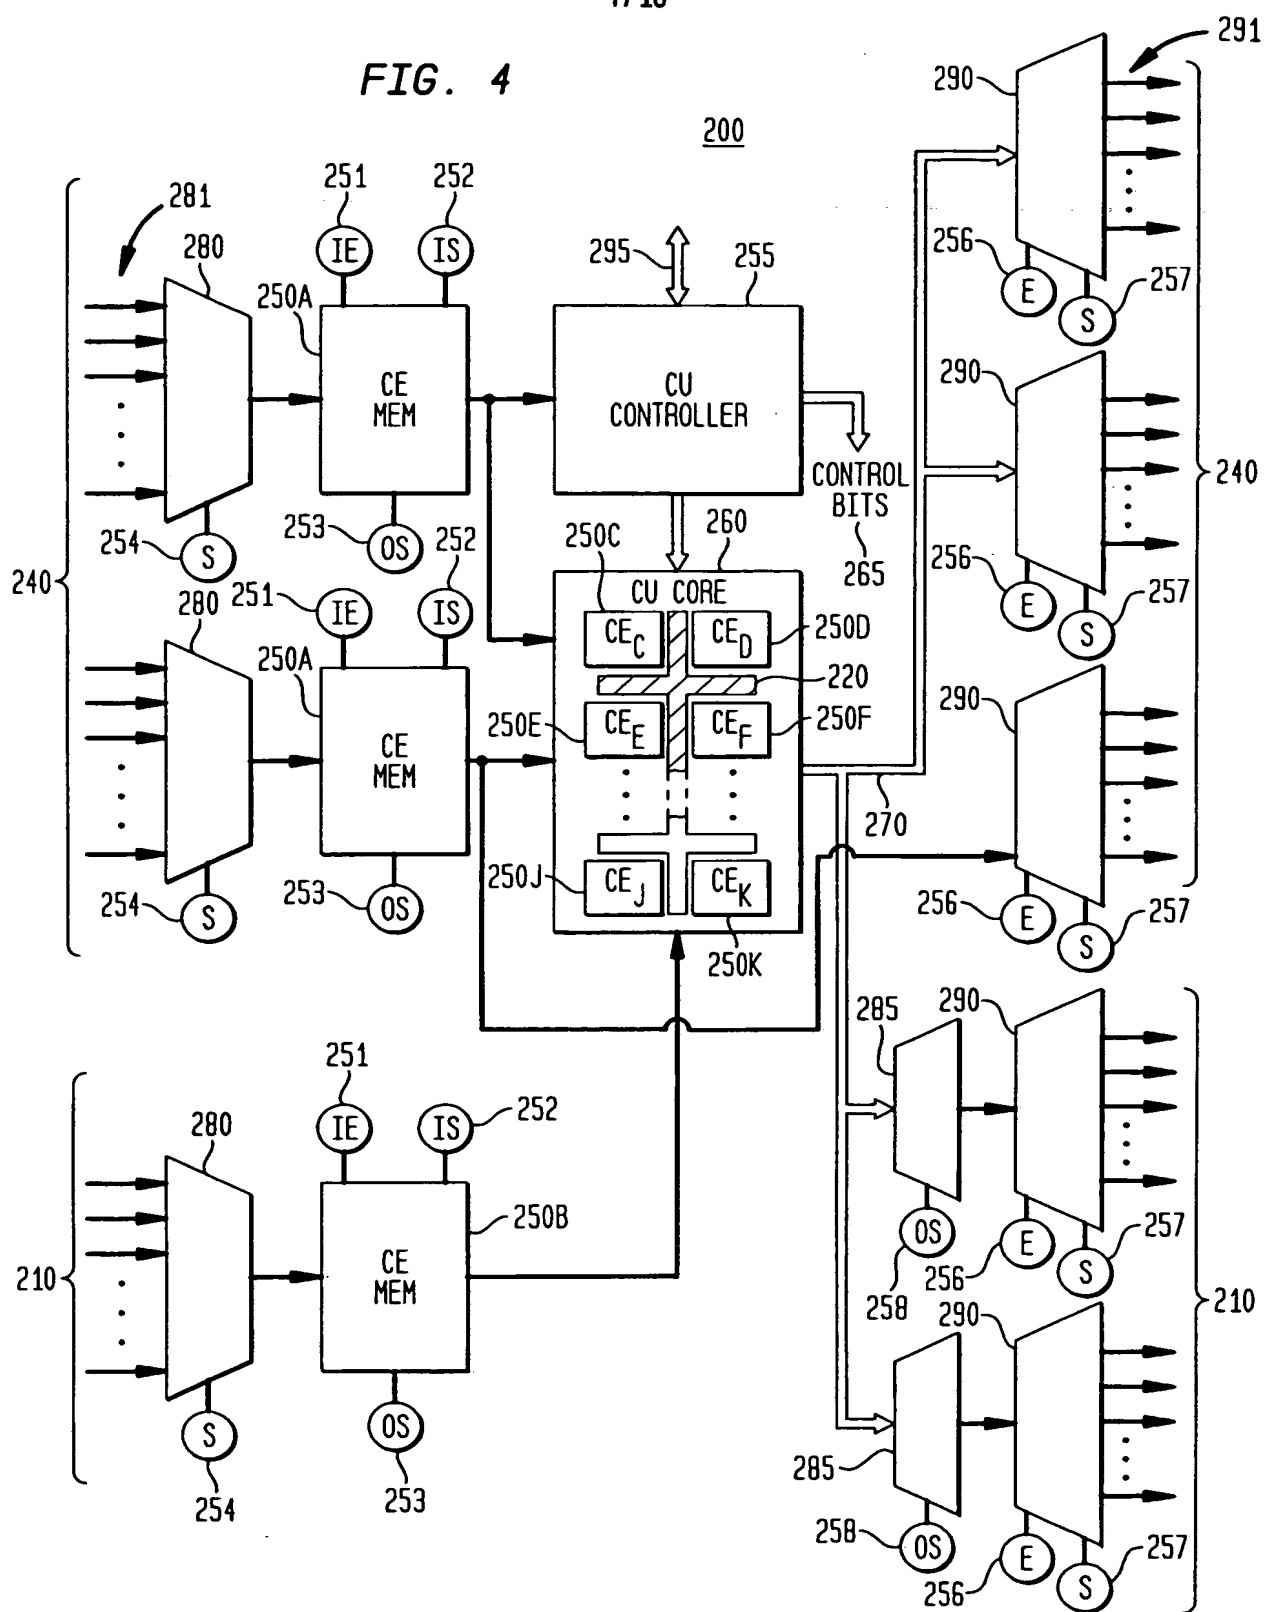 FIG. 4
200
291
290
240
281
280
251
252
IE
IS
250A
CE
MEM
295
255
CU
CONTROLLER
256
E
257
S
290
240
CONTROL
BITS
265
254
S
253
OS
252
250C
260
256
E
257
S
240
280
251
IE
IS
250A
CE
MEM
CU CORE
CE_C
CE_D
250D
220
250E
CE_E
CE_F
250F
290
270
250J
CE_J
CE_K
250K
254
S
253
OS
256
E
257
S
285
290
251
252
IE
IS
280
250B
CE
MEM
210
258
OS
256
E
257
S
210
290
254
S
253
OS
285
258
OS
256
E
257
S